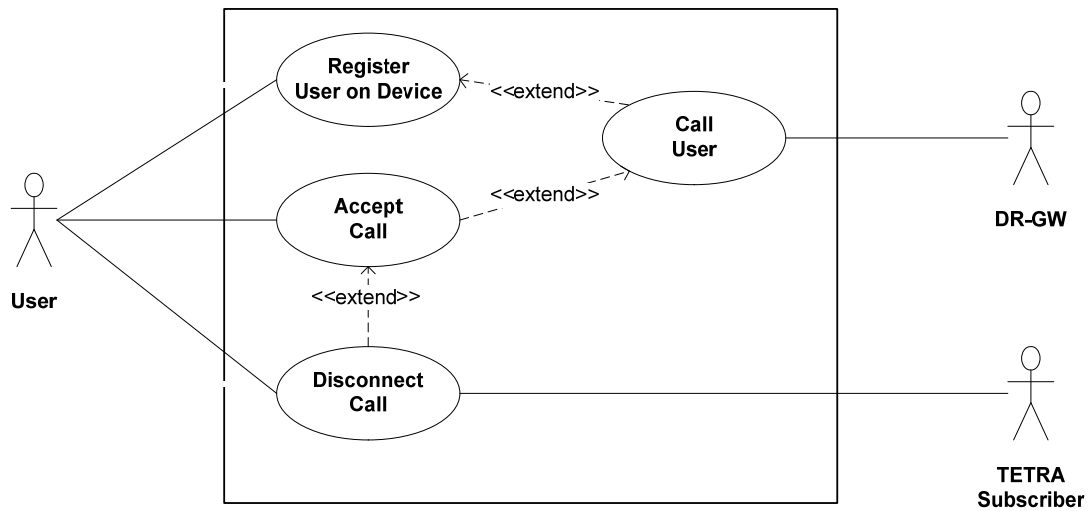 Register
User on Device
<<extend>>
Call
User
DR-GW
Accept
Call
<<extend>>
User
<<extend>>
Disconnect
Call
TETRA
Subscriber